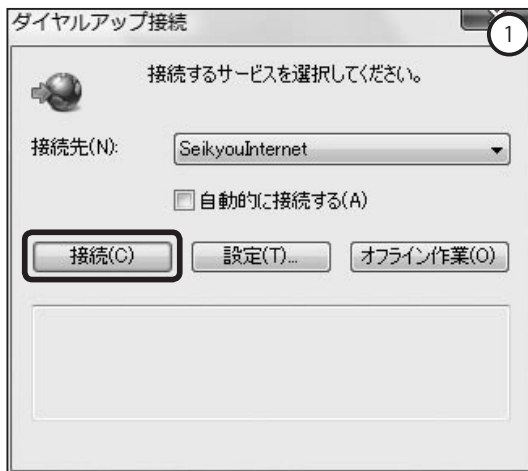 ダイヤルアップ接続
1
接続するサービスを選択してください。
接続先(N): SeikyouInternet
自動的に接続する(A)
接続(C) 設定(T)... オフライン作業(O)